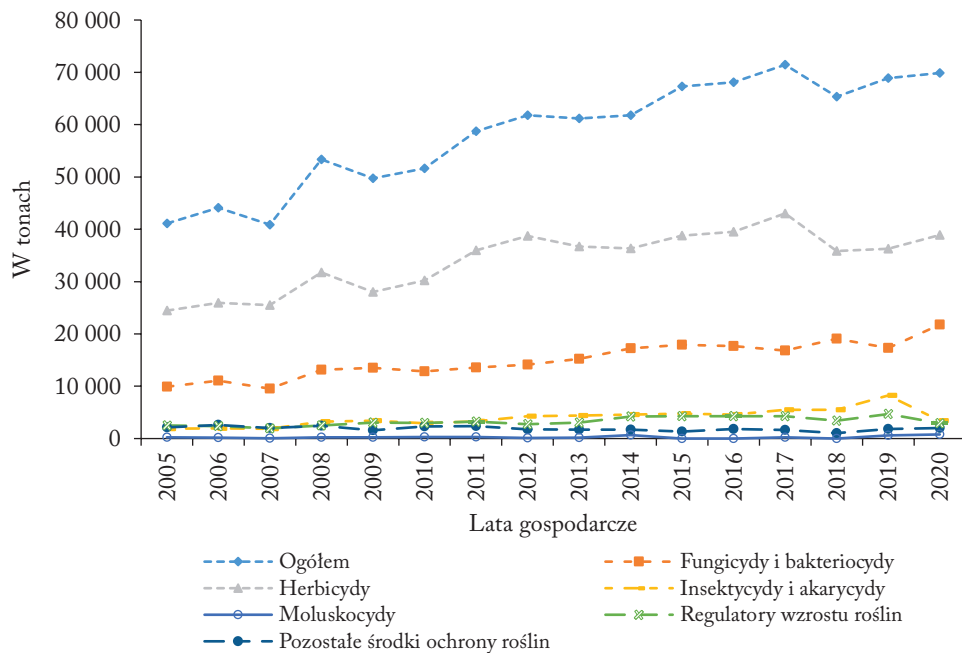 80 000
70 000
60 000
50 000
40 000
30 000
20 000
10 000
0
W tonach
2005
2006
2007
2008
2009
2010
2011
2012
2013
2014
2015
2016
2017
2018
2019
2020
Lata gospodarcze
Ogółem
Fungicydy i bakteriocydy
Herbicydy
Insektycydy i akarycydy
Moluskocydy
Regulatory wzrostu roślin
Pozostałe środki ochrony roślin